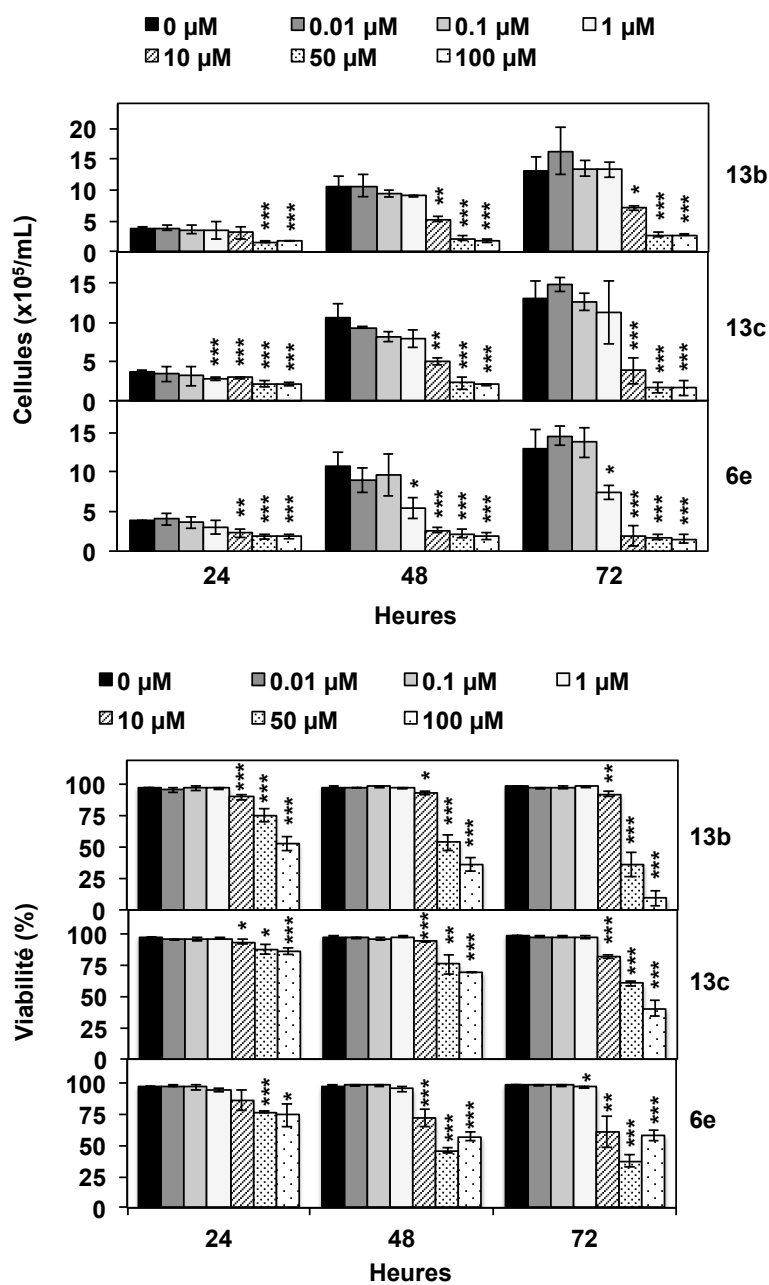 0 µM 0.01 µM 0.1 µM 1 µM
10 µM 50 µM 100 µM
Cellules (x10⁵/mL)
20
15
10
5
0
** *** *** * *** *** ***
13b
15
10
5
0
*** *** *** *** ** *** *** *** *** ***
13c
15
10
5
0
** *** *** * *** *** *** * *** *** ***
6e
24 48 72
Heures
0 µM 0.01 µM 0.1 µM 1 µM
10 µM 50 µM 100 µM
Viabilité (%)
100
75
50
25
0
*** *** *** * *** *** ** *** ***
13b
100
75
50
25
0
* * *** *** ** *** *** *** ***
13c
100
75
50
25
0
*** * *** *** *** * ** *** ***
6e
24 48 72
Heures